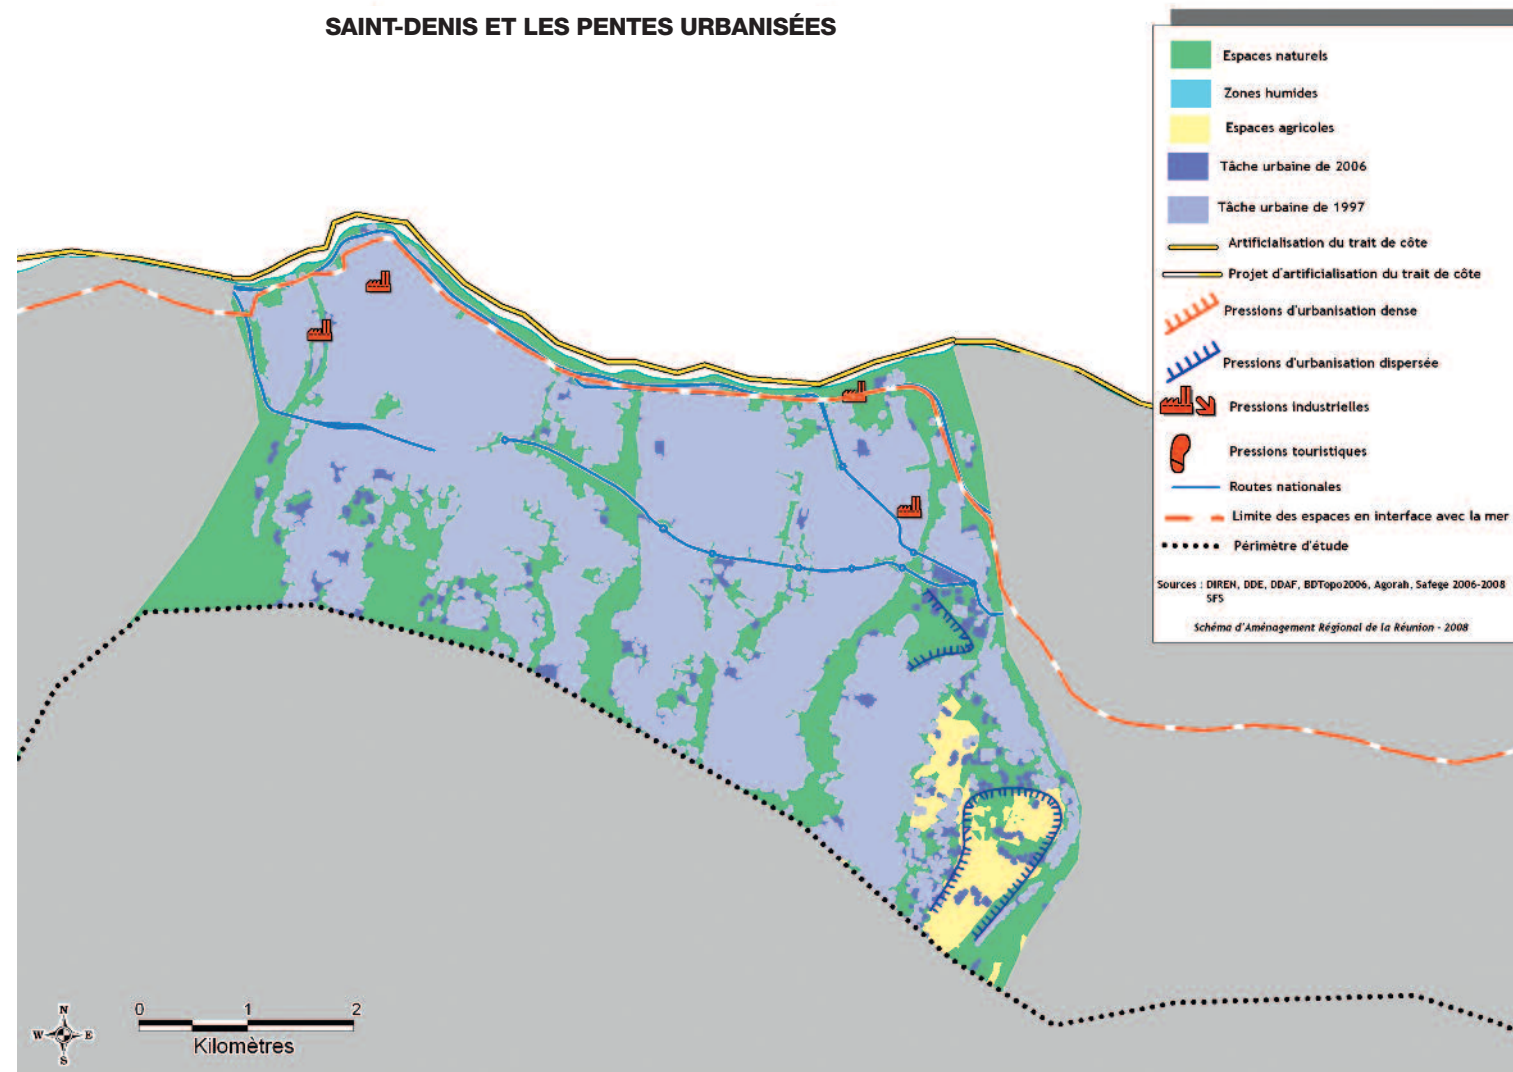 SAINT-DENIS ET LES PENTES URBANISÉES
Espaces naturels
Zones humides
Espaces agricoles
Tâche urbaine de 2006
Tâche urbaine de 1997
Artificialisation du trait de côte
Projet d'artificialisation du trait de côte
Pressions d'urbanisation dense
Pressions d'urbanisation dispersée
Pressions industrielles
Pressions touristiques
Routes nationales
Limite des espaces en interface avec la mer
Périmètre d'étude
Sources : DIREN, DDE, DDAF, BDTopo2006, Agorah, Safege 2006-2008
SFS
Schéma d'Aménagement Régional de la Réunion - 2008
N
W E
S
0 1 2
Kilomètres